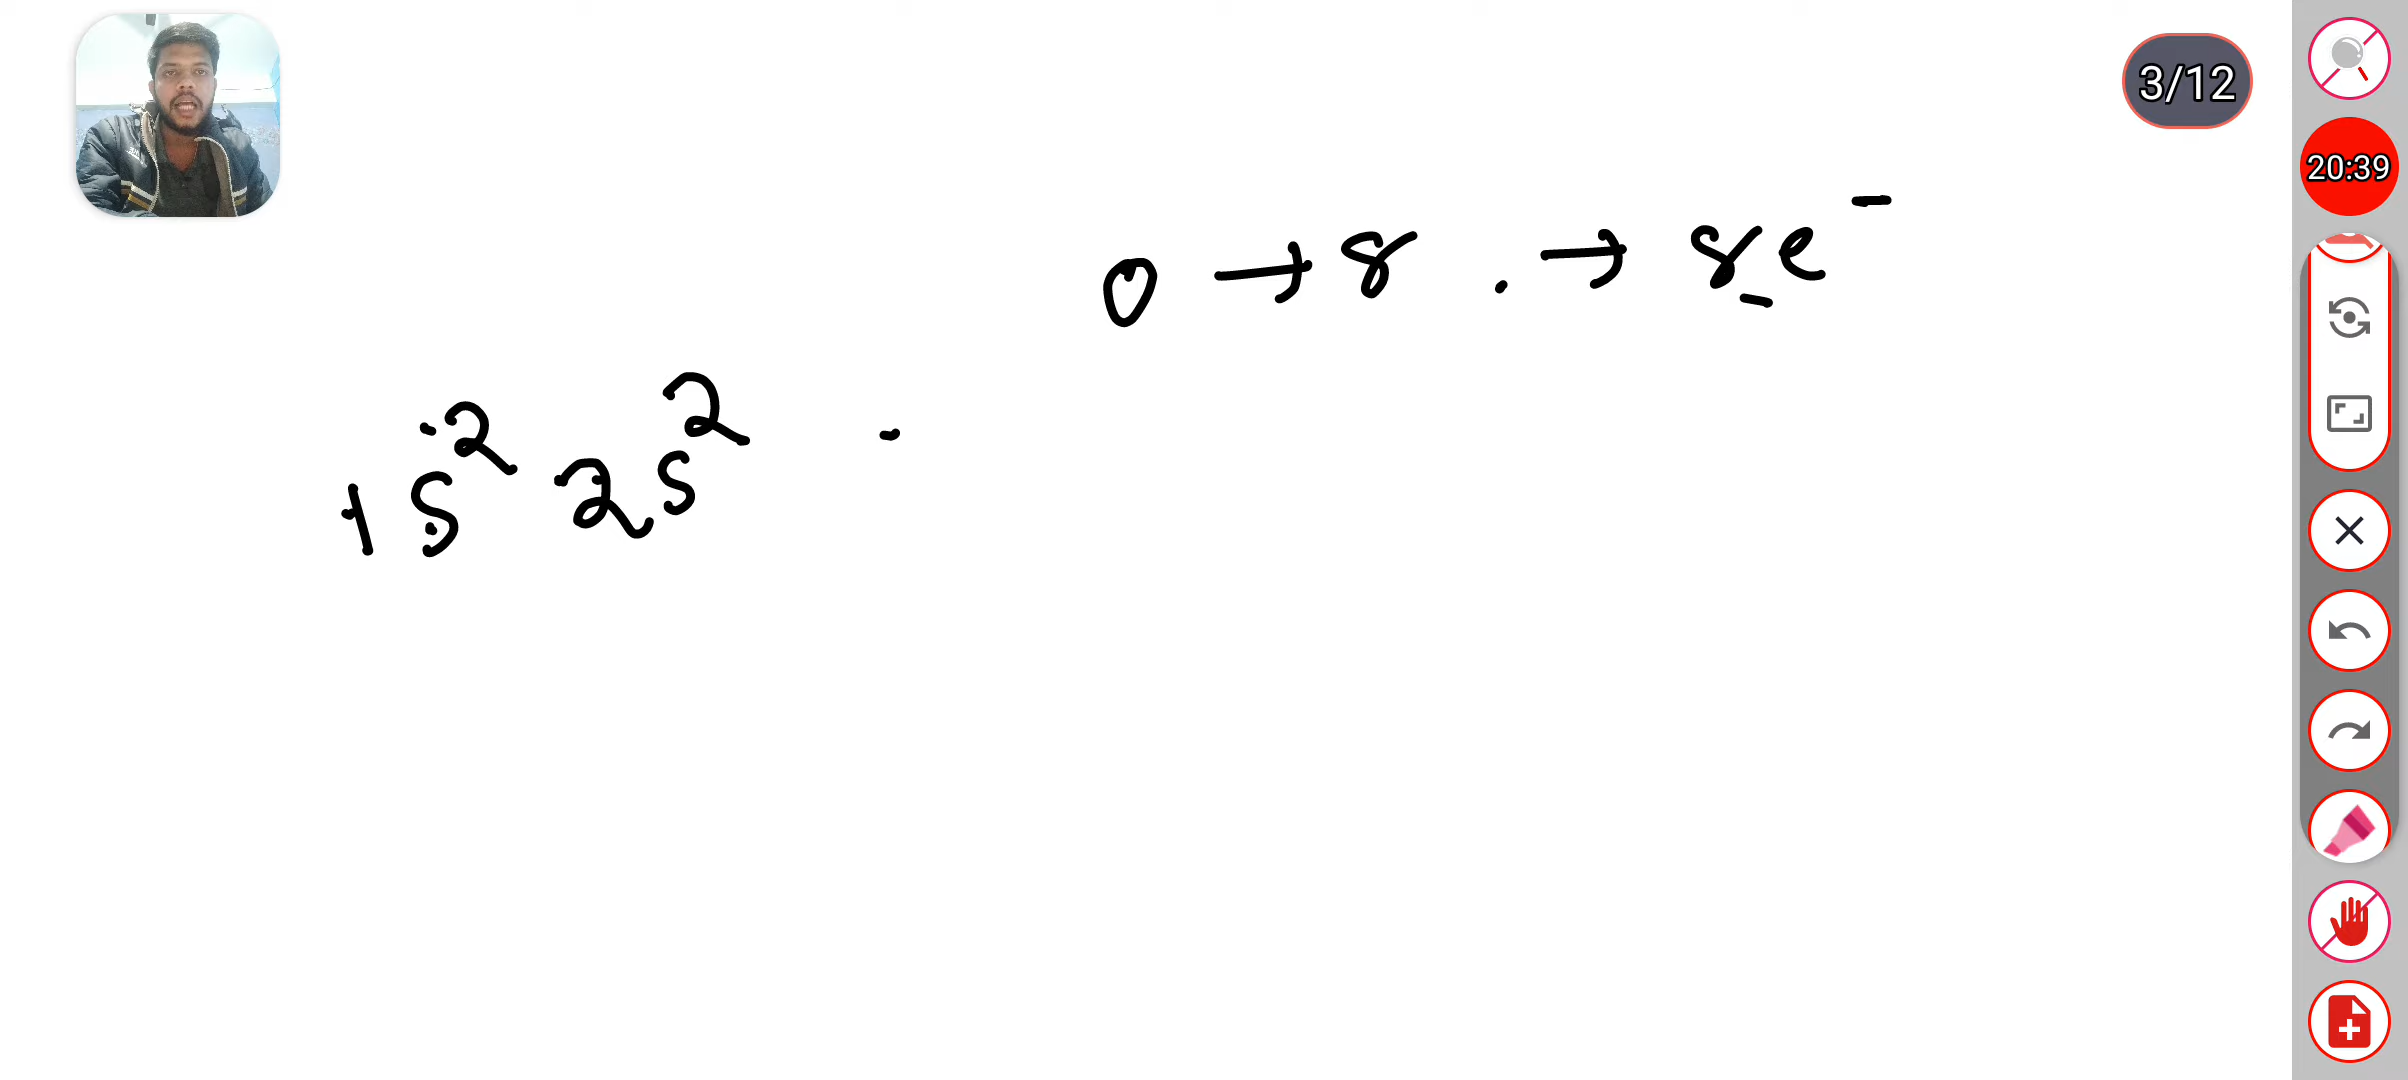 3/12
20:39
O → 8 . → 8e⁻
1s² 2s²